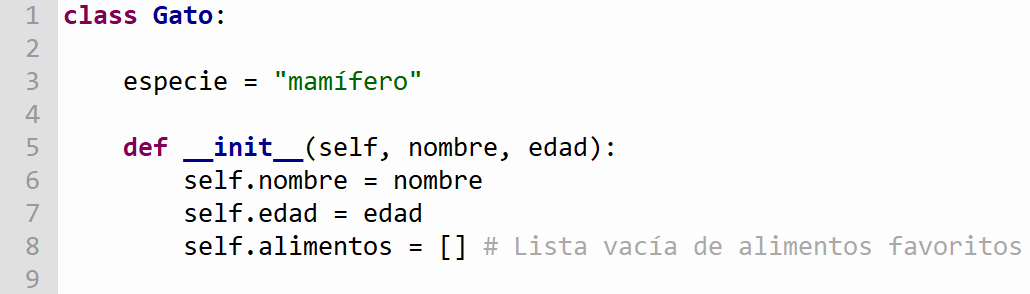 1 class Gato:
2
3     especie = "mamífero"
4
5     def __init__(self, nombre, edad):
6         self.nombre = nombre
7         self.edad = edad
8         self.alimentos = [] # Lista vacía de alimentos favoritos
9